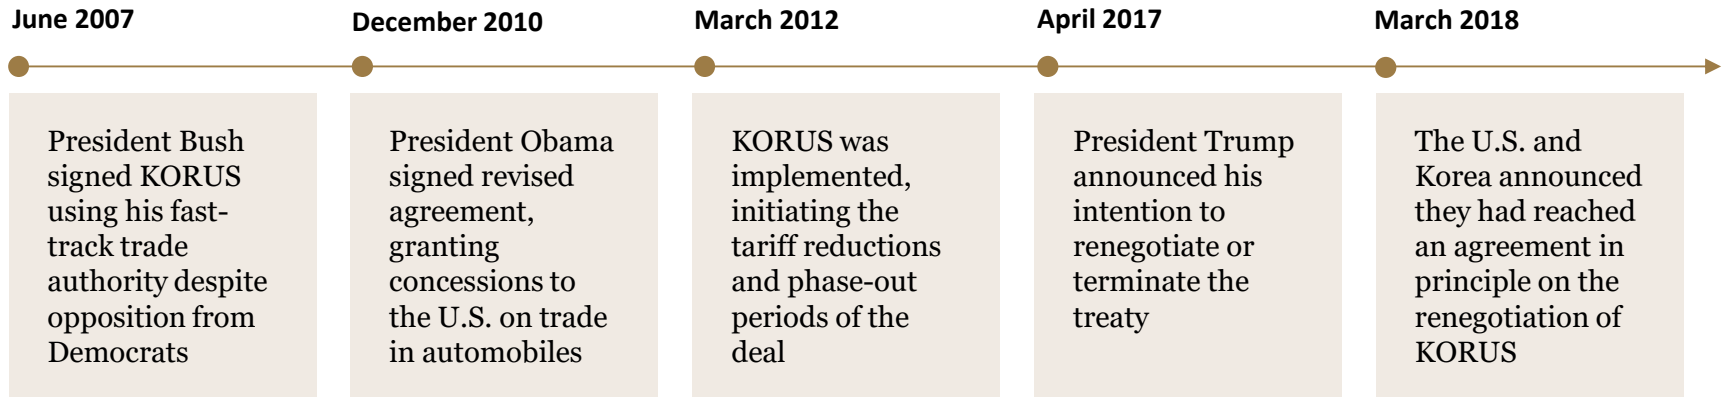 June 2007
President Bush
signed KORUS
using his fast-
track trade
authority despite
opposition from
Democrats
December 2010
President Obama
signed revised
agreement,
granting
concessions to
the U.S. on trade
in automobiles
March 2012
KORUS was
implemented,
initiating the
tariff reductions
and phase-out
periods of the
deal
April 2017
President Trump
announced his
intention to
renegotiate or
terminate the
treaty
March 2018
The U.S. and
Korea announced
they had reached
an agreement in
principle on the
renegotiation of
KORUS